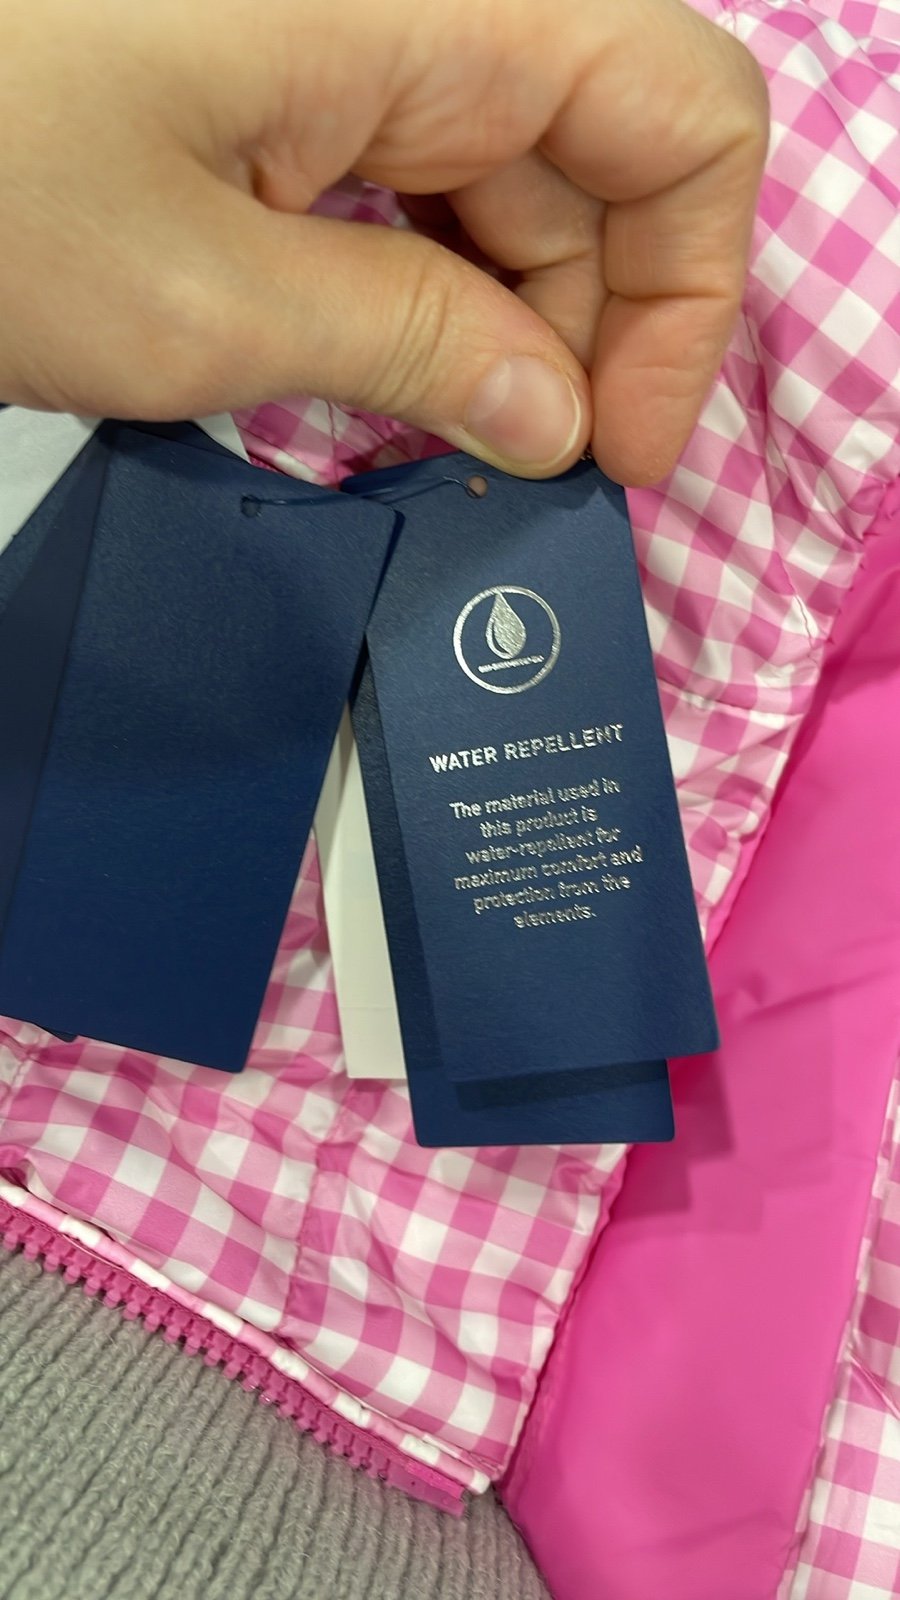 WATER REPELLENT
The material used in
this product is
water-repellent for
maximum comfort and
protection from the
elements.